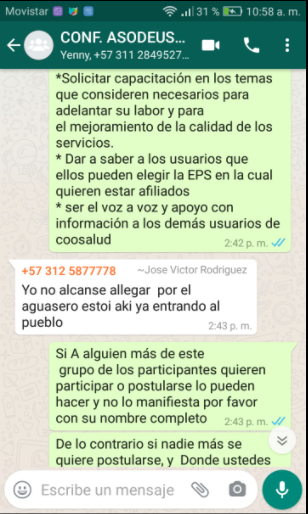 Movistar 31 % 10:58 a. m.
CONF. ASODEUS...
Yenny, +57 311 2849527...
*Solicitar capacitación en los temas
que consideren necesarios para
adelantar su labor y para
el mejoramiento de la calidad de los
servicios.
* Dar a saber a los usuarios que
ellos pueden elegir la EPS en la cual
quieren estar afiliados
* ser el voz a voz y apoyo con
información a los demás usuarios de
coosalud
2:42 p. m.
+57 312 5877778 ~Jose Victor Rodriguez
Yo no alcanse allegar por el
aguasero estoi aki ya entrando al
pueblo
2:43 p. m.
Si A alguien más de este
grupo de los participantes quieren
participar o postularse lo pueden
hacer y no lo manifiesta por favor
con su nombre completo 2:43 p. m.
De lo contrario si nadie más se
quiere postularse, y Donde ustedes
Escribe un mensaje